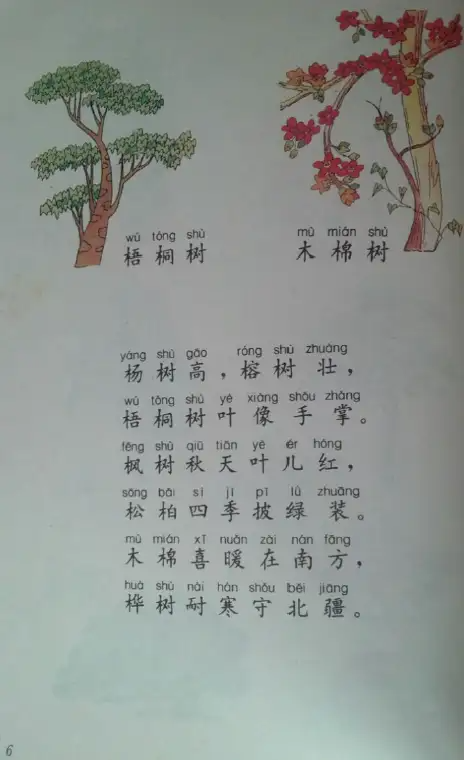 wú tóng shù
梧桐树
mù mián shù
木棉树
yáng shù gāo róng shù zhuàng
杨树高，榕树壮，
wú tóng shù yè xiàng shǒu zhǎng
梧桐树叶像手掌。
fēng shù qiū tiān yè ér hóng
枫树秋天叶儿红，
sōng bǎi sì jì pī lǜ zhuāng
松柏四季披绿装。
mù mián xǐ nuǎn zài nán fāng
木棉喜暖在南方，
huà shù nài hán shǒu běi jiāng
桦树耐寒守北疆。
6